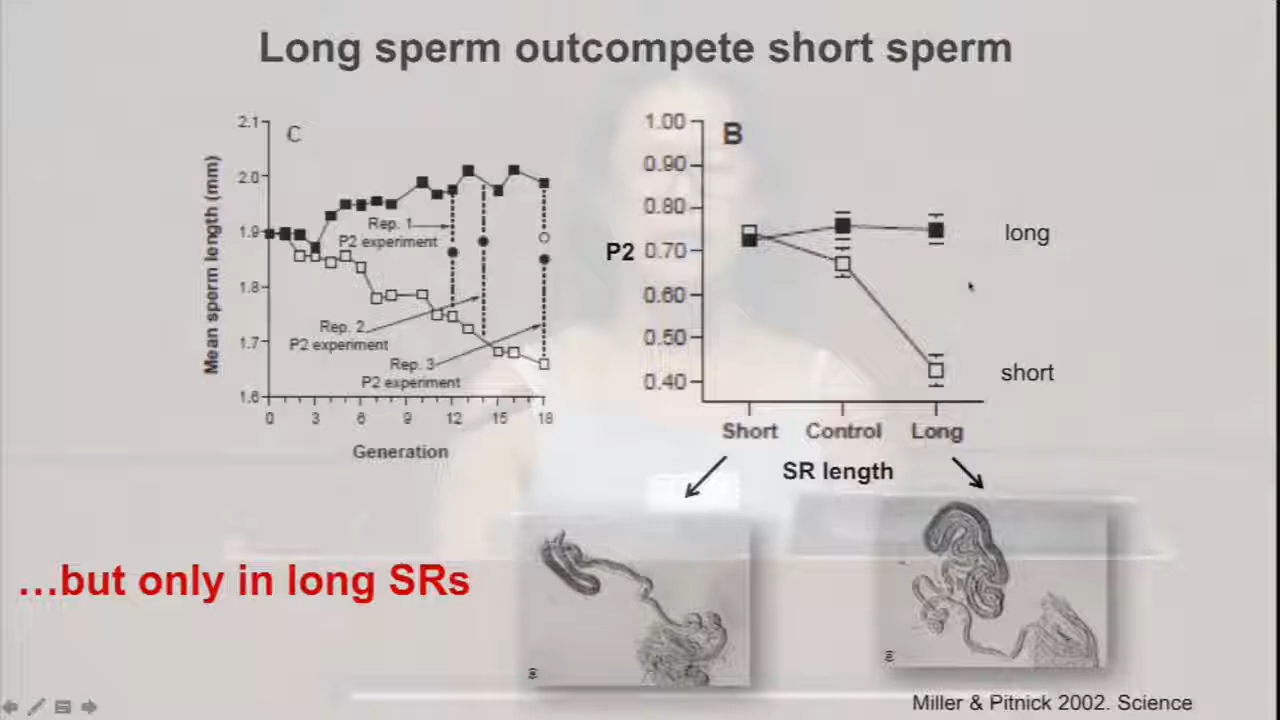 Long sperm outcompete short sperm
C
2.1
2.0
1.9
1.8
1.7
1.6
Mean sperm length (mm)
Rep. 1
P2 experiment
Rep. 2
P2 experiment
Rep. 3
P2 experiment
0 3 6 9 12 15 18
Generation
B
1.00
0.90
0.80
P2 0.70
0.60
0.50
0.40
long
short
Short Control Long
SR length
…but only in long SRs
Miller & Pitnick 2002. Science